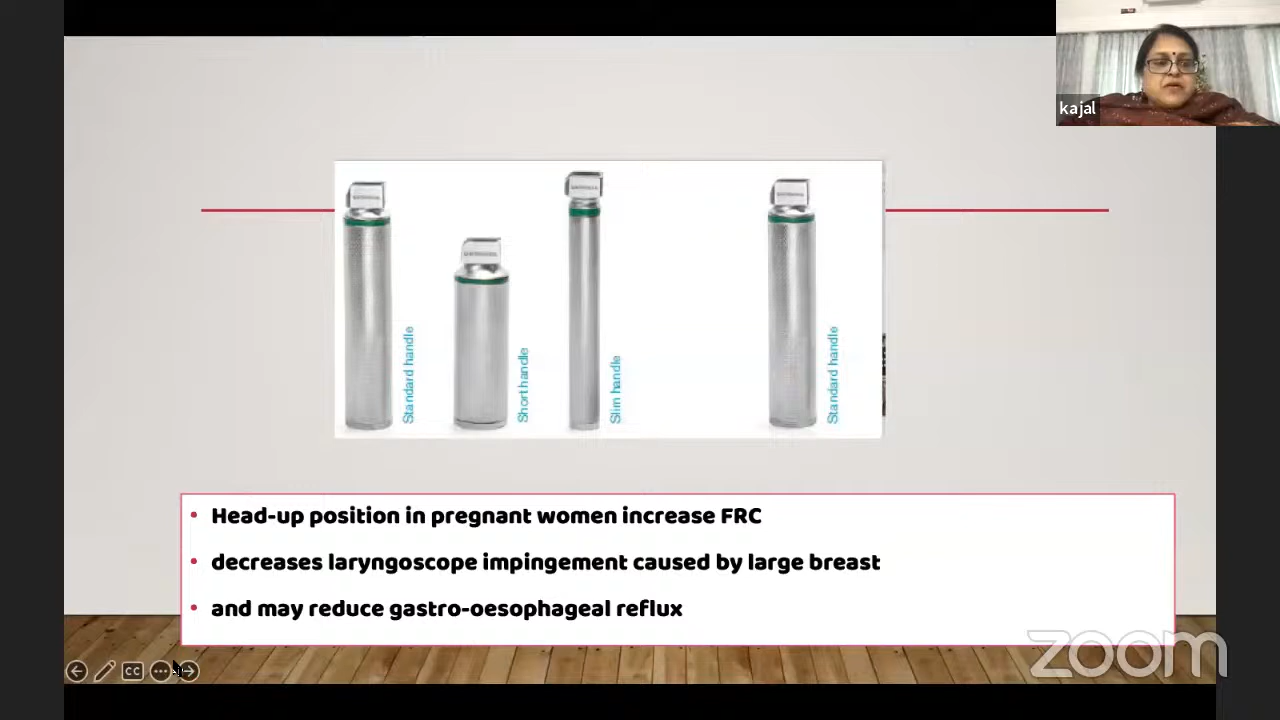 kajal
Standard handle
Short handle
Slim handle
Standard handle
Head-up position in pregnant women increase FRC
decreases laryngoscope impingement caused by large breast
and may reduce gastro-oesophageal reflux
CC
zoom